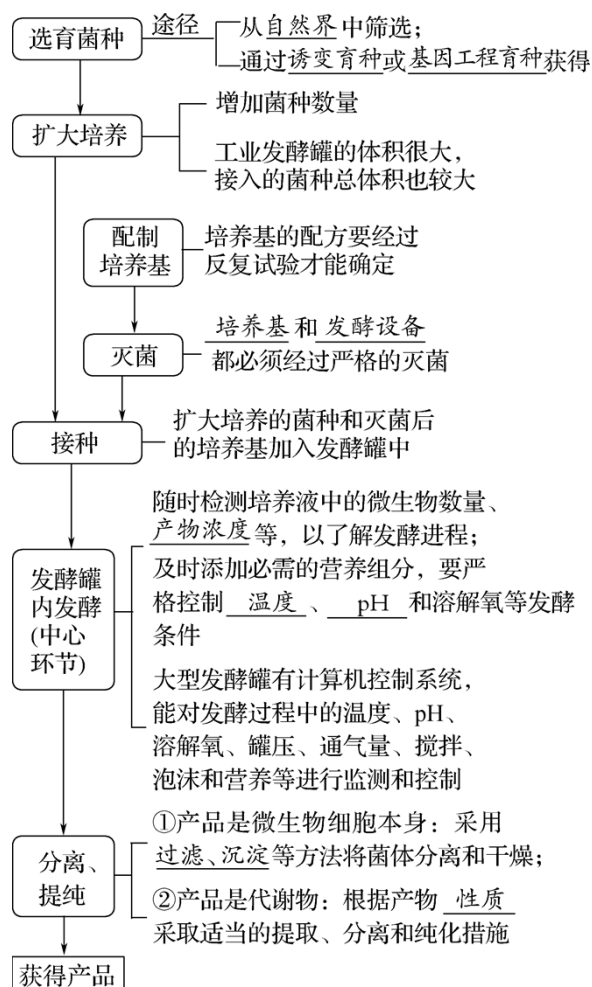 选育菌种
途径
从自然界中筛选；
通过诱变育种或基因工程育种获得
扩大培养
增加菌种数量
工业发酵罐的体积很大，
接入的菌种总体积也较大
配制
培养基
培养基的配方要经过
反复试验才能确定
灭菌
培养基和发酵设备
都必须经过严格的灭菌
接种
扩大培养的菌种和灭菌后
的培养基加入发酵罐中
发酵罐
内发酵
(中心
环节)
随时检测培养液中的微生物数量、
产物浓度等，以了解发酵进程；
及时添加必需的营养组分，要严
格控制温度、pH和溶解氧等发酵
条件
大型发酵罐有计算机控制系统，
能对发酵过程中的温度、pH、
溶解氧、罐压、通气量、搅拌、
泡沫和营养等进行监测和控制
分离、
提纯
①产品是微生物细胞本身：采用
过滤、沉淀等方法将菌体分离和干燥；
②产品是代谢物：根据产物性质
采取适当的提取、分离和纯化措施
获得产品